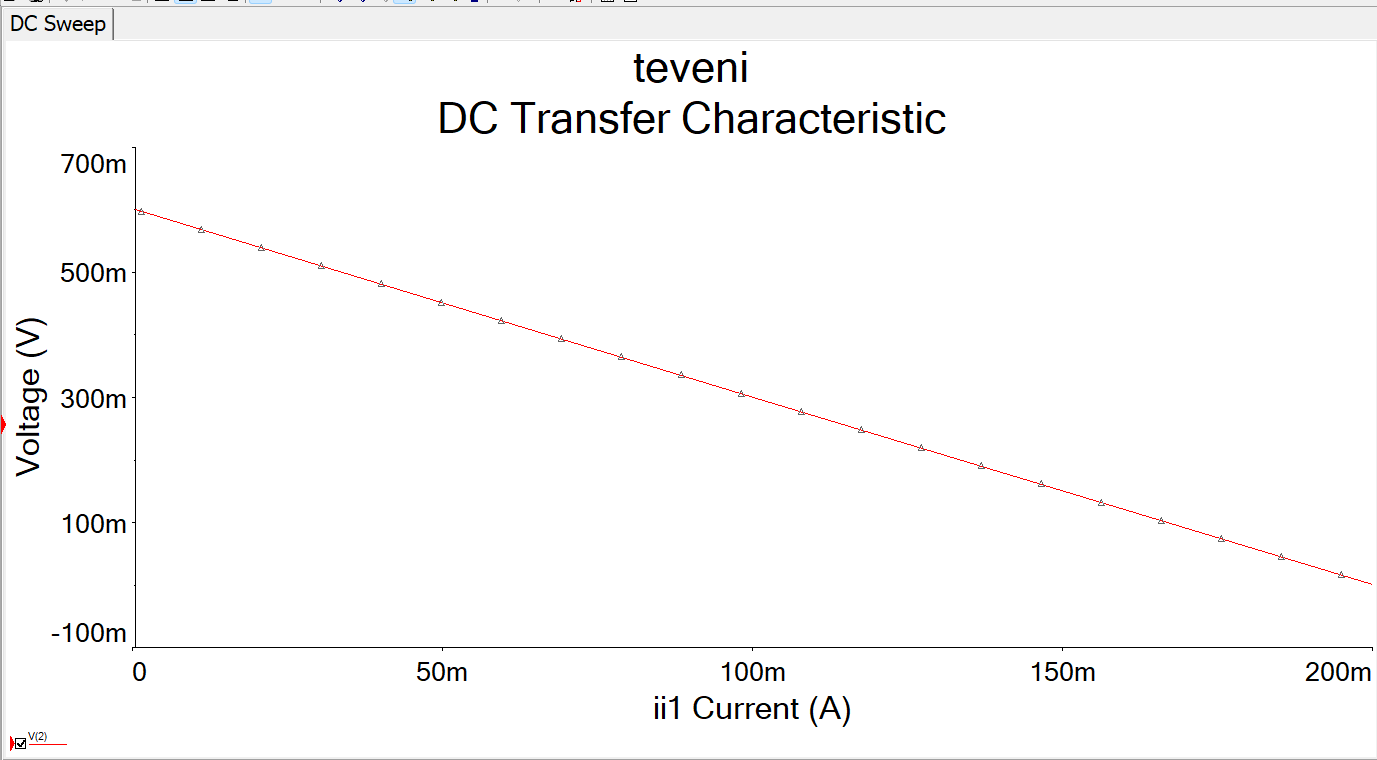 DC Sweep
teveni
DC Transfer Characteristic
700m
500m
300m
100m
-100m
Voltage (V)
0 50m 100m 150m 200m
ii1 Current (A)
V(2)